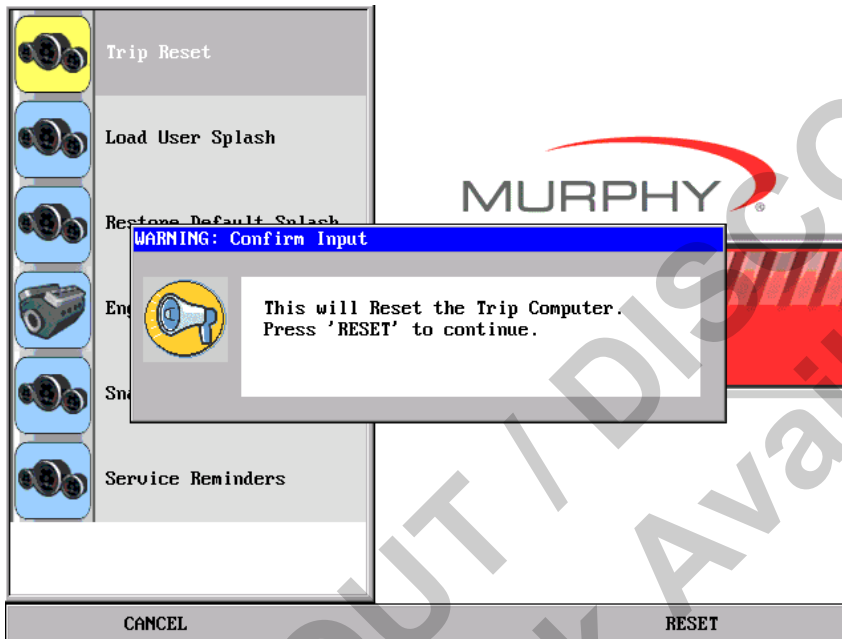 Trip Reset
Load User Splash
MURPHY
Restore Default Splash
WARNING: Confirm Input
This will Reset the Trip Computer.
Press 'RESET' to continue.
Service Reminders
CANCEL
RESET